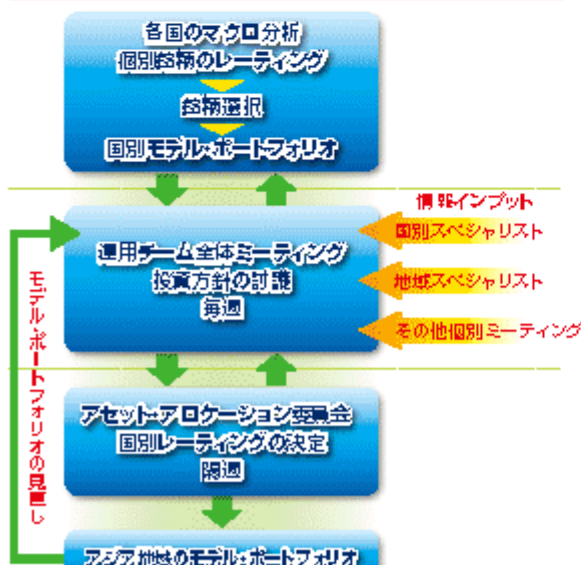 各国のマクロ分析
個別銘柄のレーティング
銘柄選択
国別モデル・ポートフォリオ
情報インプット
国別スペシャリスト
運用チーム全体ミーティング
投資方針の討議
毎週
地域スペシャリスト
その他個別ミーティング
モデル・ポートフォリオの見直し
アセット・アロケーション委員会
国別レーティングの決定
隔週
アジア地域のモデル・ポートフォリオ